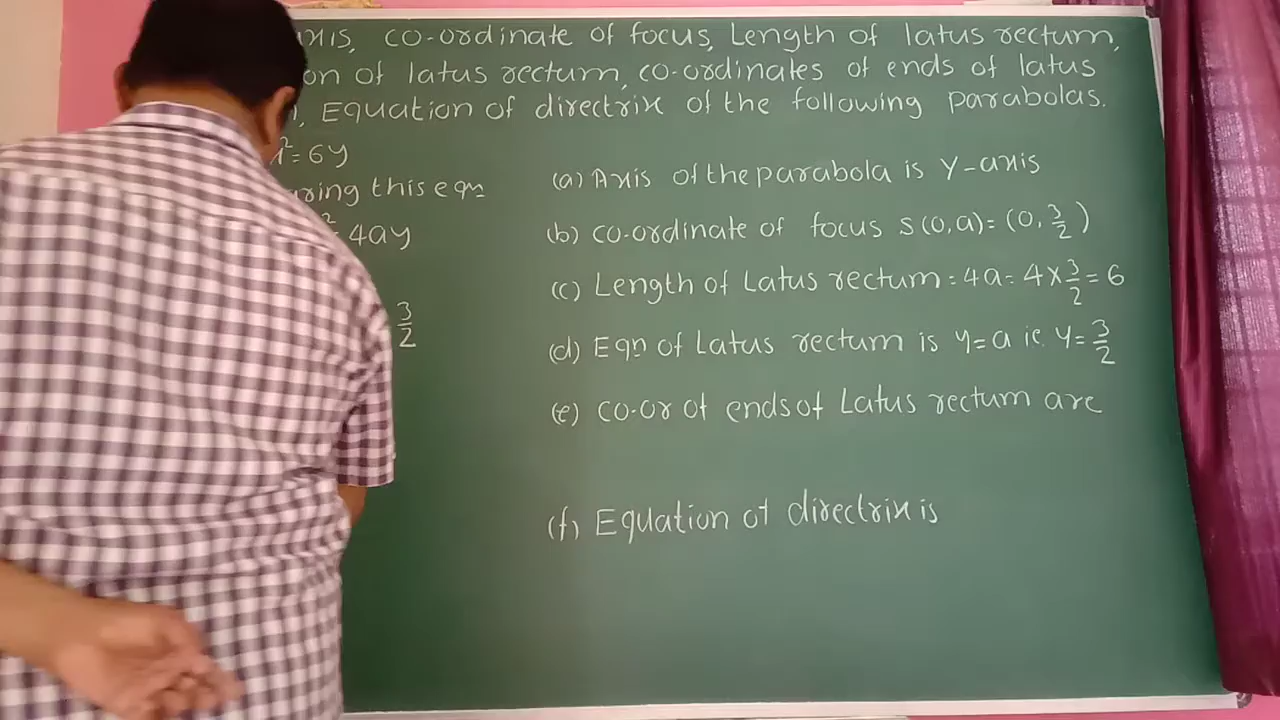 co-ordinate of focus, Length of latus rectum,
of latus rectum, co-ordinates of ends of latus
, Equation of directrix of the following parabolas.
x²= 6y
this eqn
4ay
3/2
(a) Axis of the parabola is Y-axis
(b) co-ordinate of focus S(0,a)= (0, 3/2)
(c) Length of Latus rectum = 4a = 4 × 3/2 = 6
(d) Eqn of Latus rectum is y=a ie. y= 3/2
(e) co-or of ends of Latus rectum are
(f) Equation of directrix is